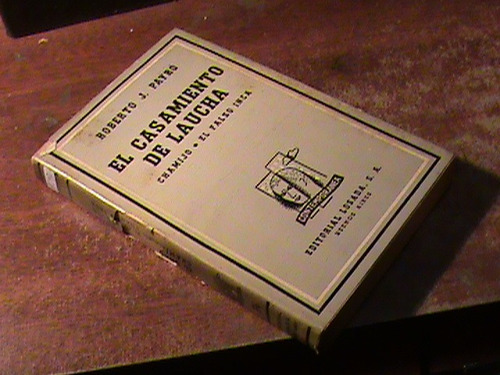 ROBERTO J. PAYRO
EL CASAMIENTO
DE LAUCHA
CHAMIJO • EL FALSO INCA
EDITORIAL LOSADA, S. A.
BUENOS AIRES